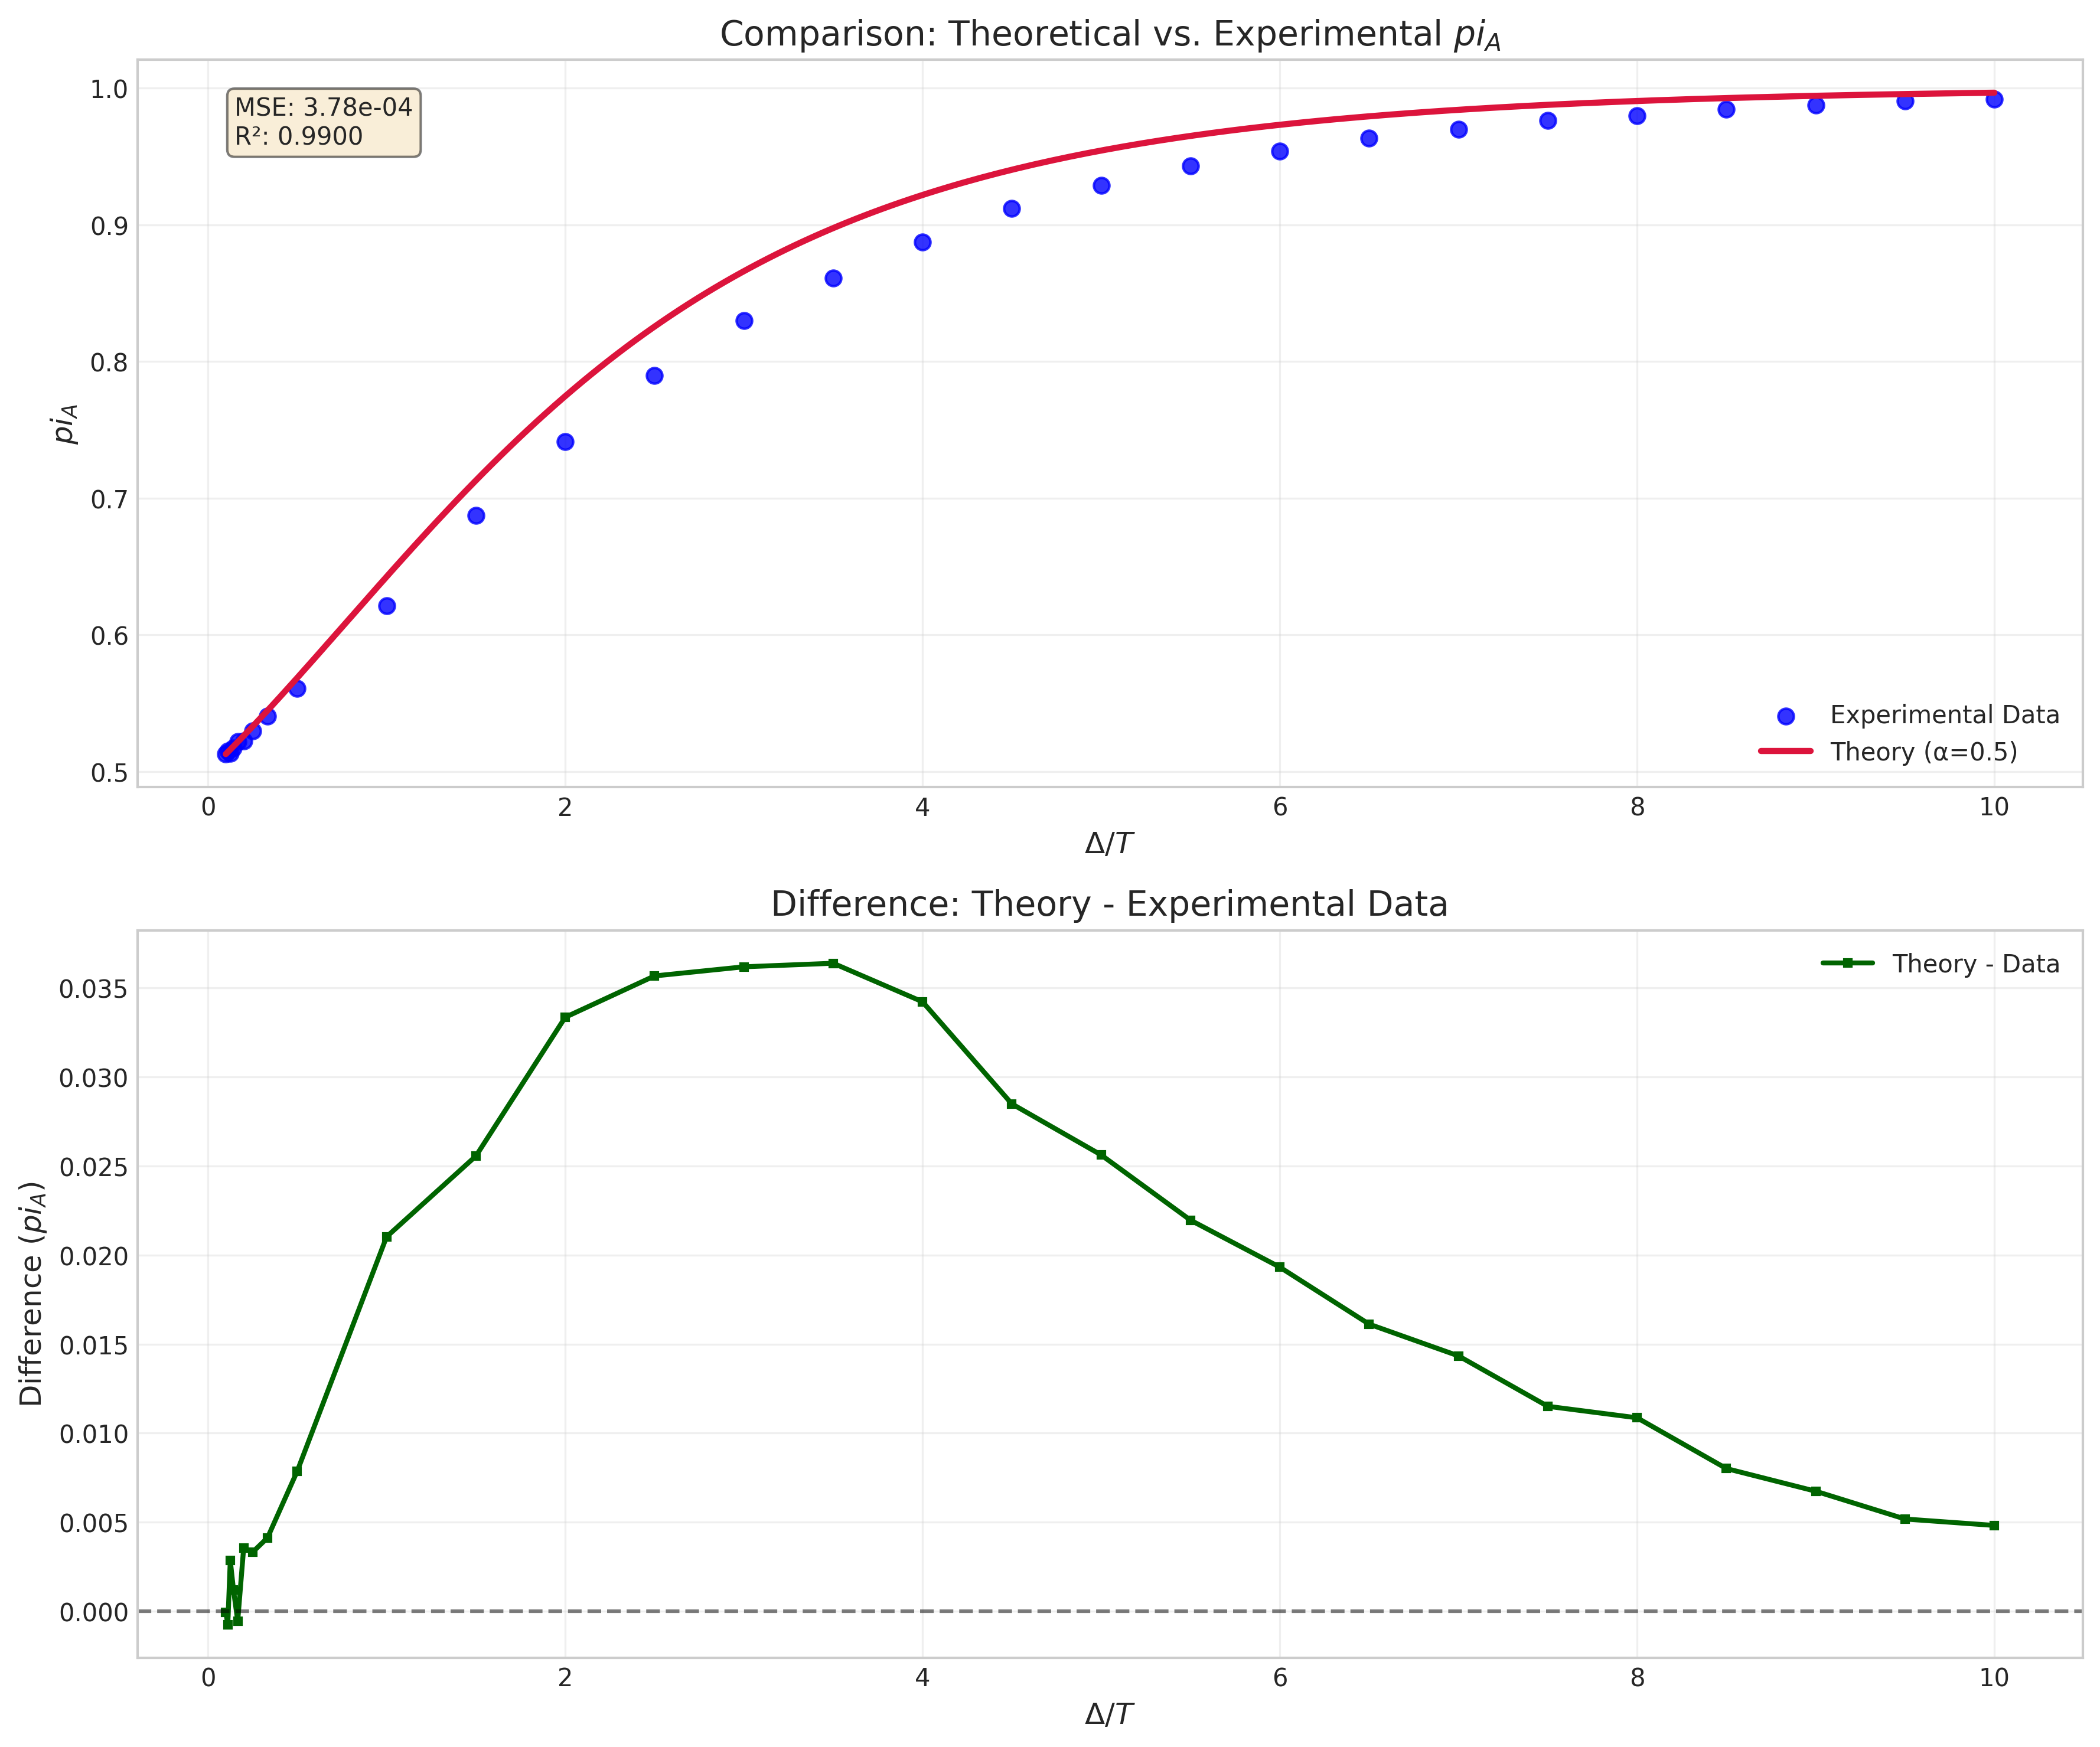 Comparison: Theoretical vs. Experimental pi_A
MSE: 3.78e-04
R²: 0.9900
1.0
0.9
0.8
0.7
0.6
0.5
pi_A
Experimental Data
Theory (α=0.5)
0 2 4 6 8 10
Δ/T
Difference: Theory - Experimental Data
Theory - Data
0.035
0.030
0.025
0.020
0.015
0.010
0.005
0.000
Difference (pi_A)
0 2 4 6 8 10
Δ/T